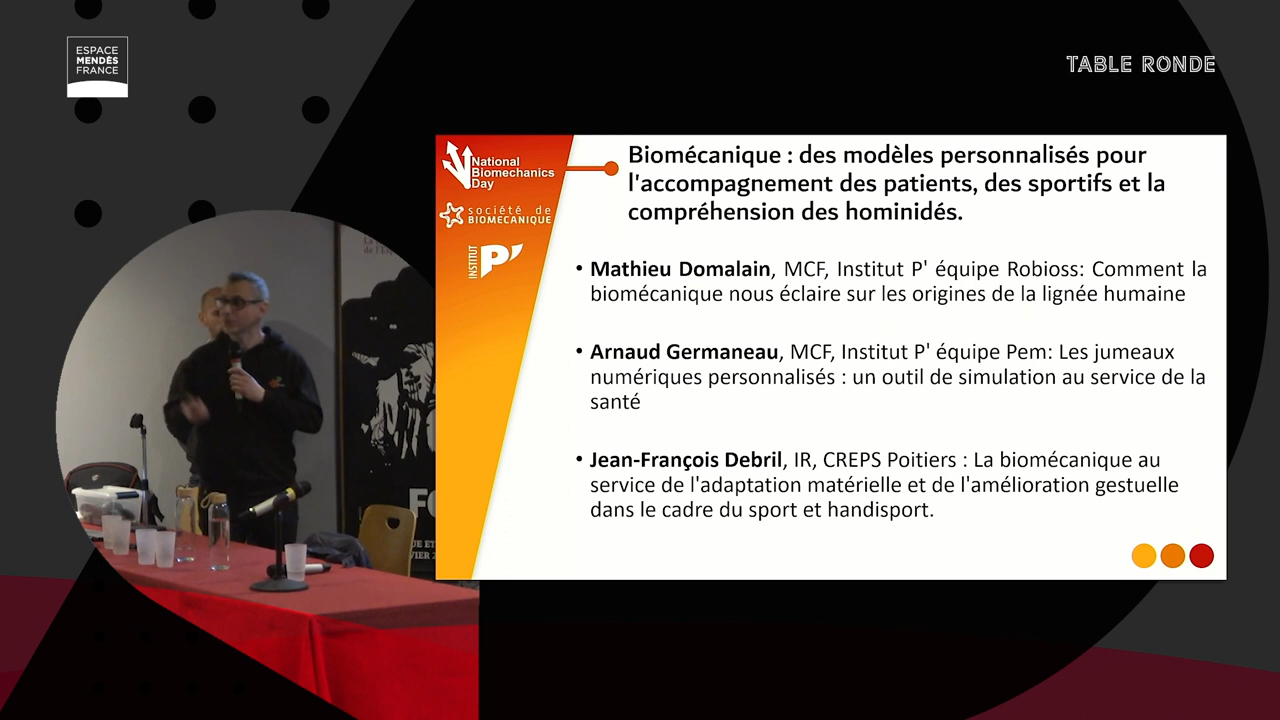 ESPACE
MENDÈS
FRANCE
TABLE RONDE
National
Biomechanics
Day
société de
BIOMECANIQUE
INSTITUT
P'
Biomécanique : des modèles personnalisés pour
l'accompagnement des patients, des sportifs et la
compréhension des hominidés.
• Mathieu Domalain, MCF, Institut P' équipe Robioss: Comment la
biomécanique nous éclaire sur les origines de la lignée humaine
• Arnaud Germaneau, MCF, Institut P' équipe Pem: Les jumeaux
numériques personnalisés : un outil de simulation au service de la
santé
• Jean-François Debril, IR, CREPS Poitiers : La biomécanique au
service de l'adaptation matérielle et de l'amélioration gestuelle
dans le cadre du sport et handisport.